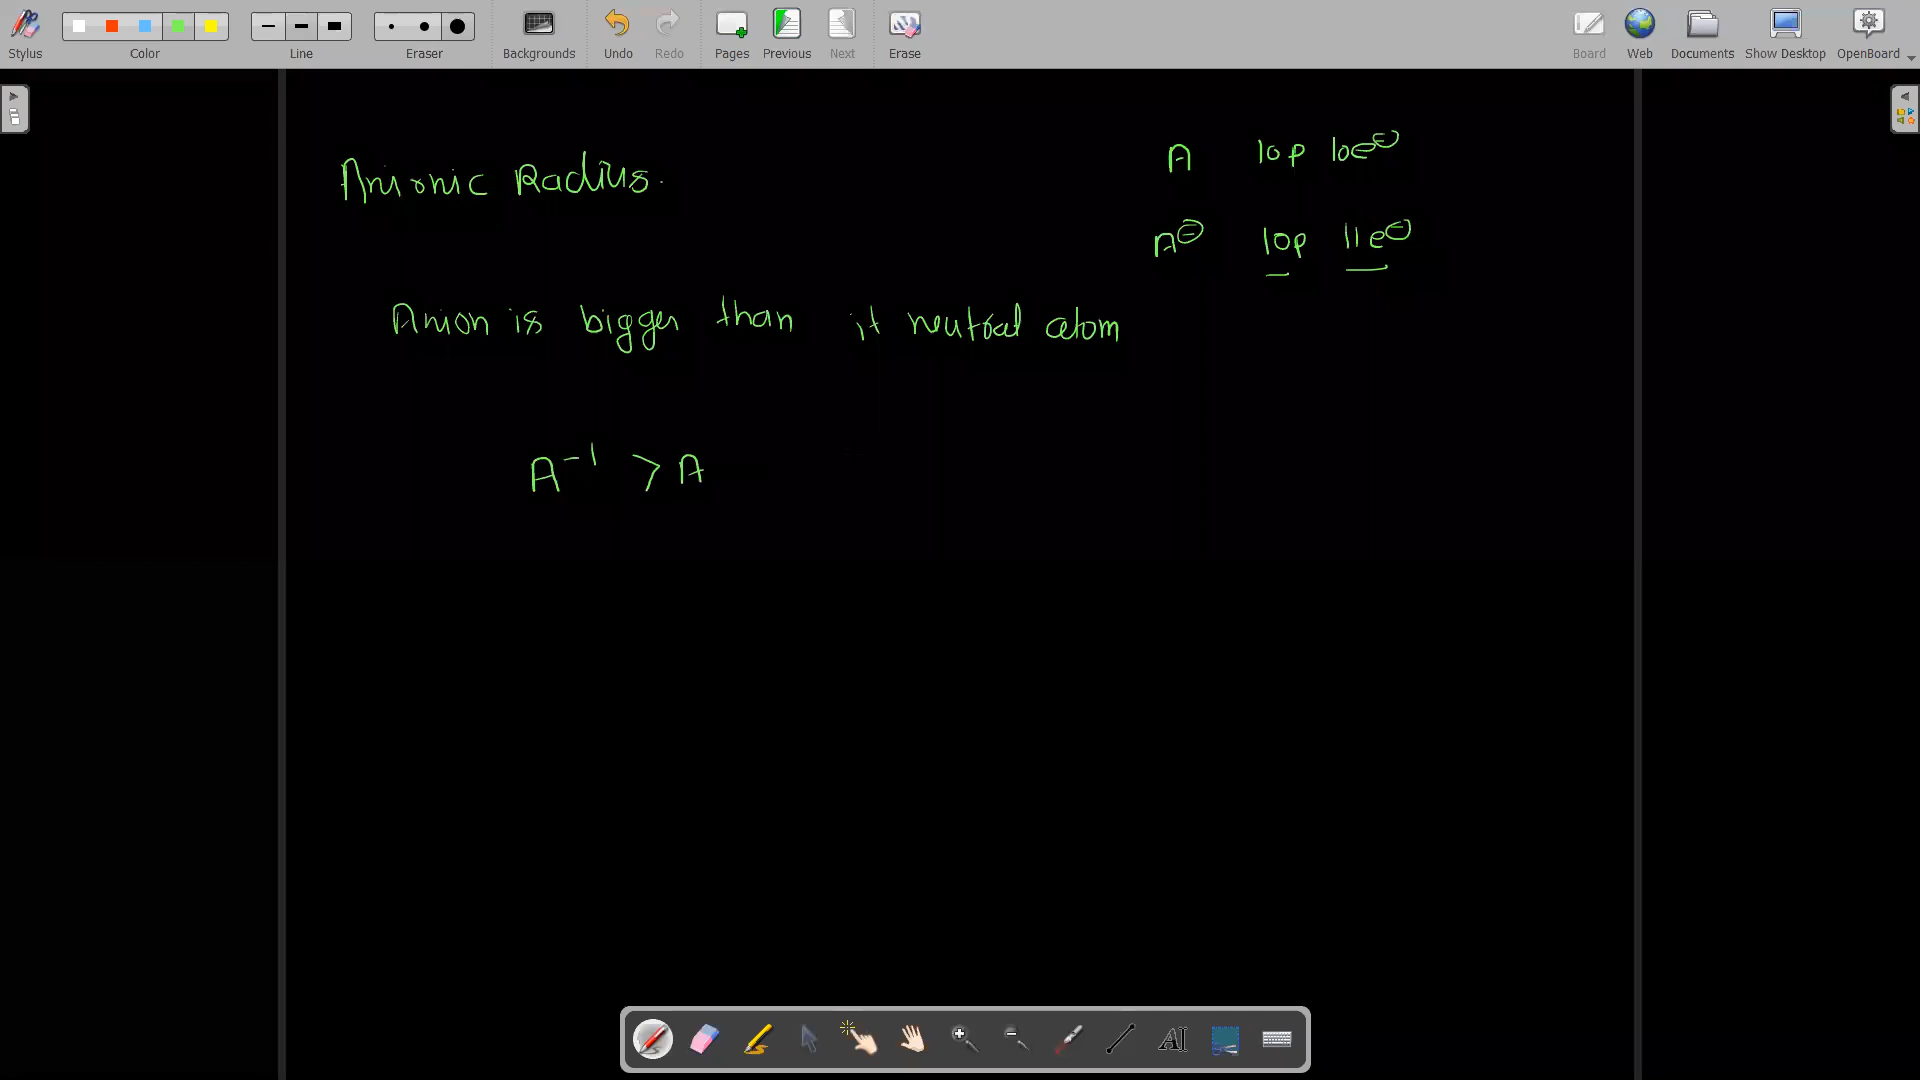 Stylus
Color
Line
Eraser
Backgrounds
Undo
Redo
Pages
Previous
Next
Erase
Board
Web
Documents
Show Desktop
OpenBoard
Anionic Radius.
A 10p 10e⊖
A⊖ 10p 11e⊖
Anion is bigger than it neutral atom
A⁻¹ > A
AI